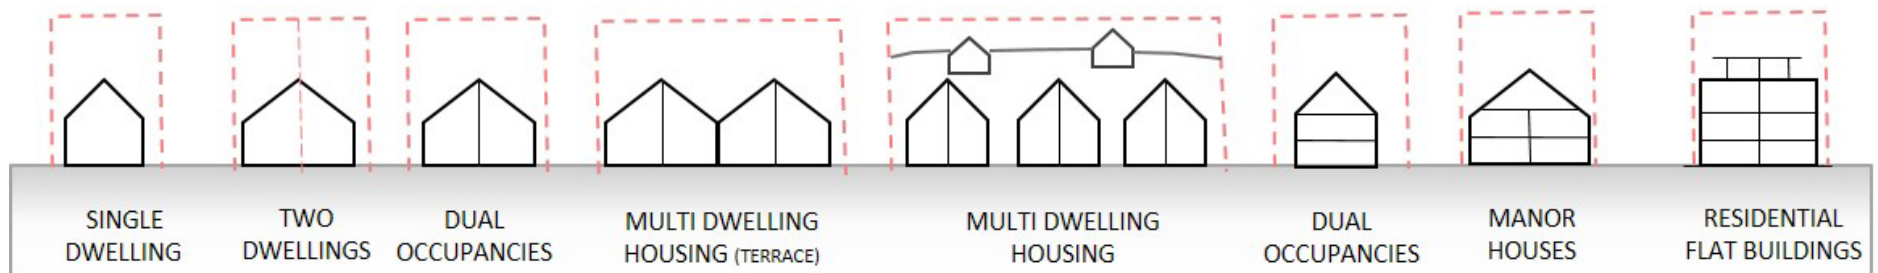 SINGLE
DWELLING
TWO
DWELLINGS
DUAL
OCCUPANCIES
MULTI DWELLING
HOUSING (TERRACE)
MULTI DWELLING
HOUSING
DUAL
OCCUPANCIES
MANOR
HOUSES
RESIDENTIAL
FLAT BUILDINGS